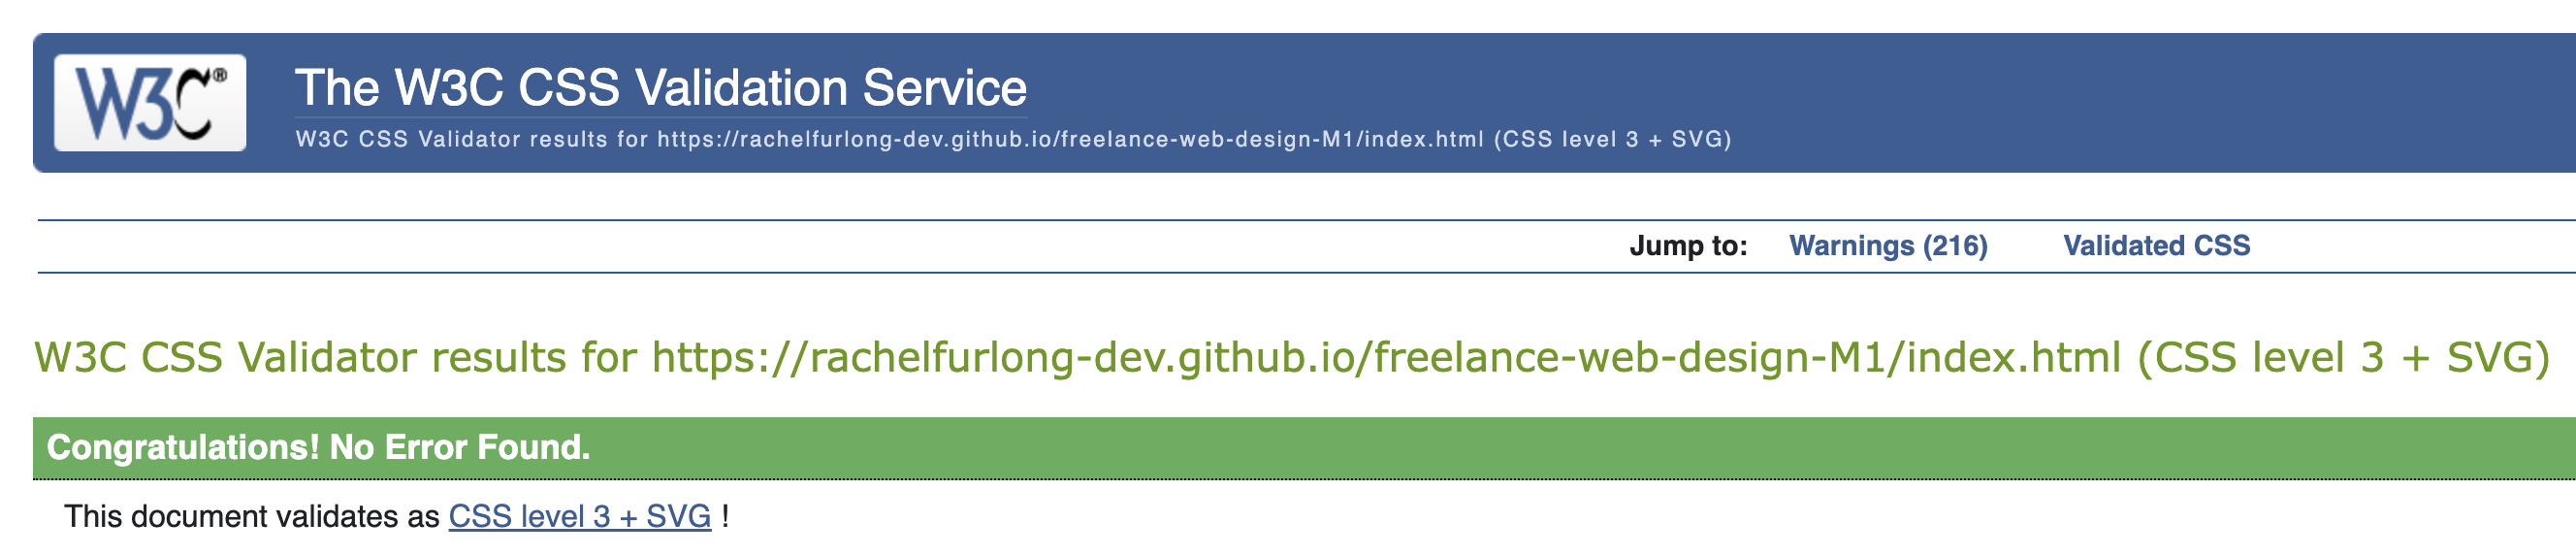 W3C®
The W3C CSS Validation Service
W3C CSS Validator results for https://rachelfurlong-dev.github.io/freelance-web-design-M1/index.html (CSS level 3 + SVG)
Jump to: Warnings (216) Validated CSS
W3C CSS Validator results for https://rachelfurlong-dev.github.io/freelance-web-design-M1/index.html (CSS level 3 + SVG)
Congratulations! No Error Found.
This document validates as CSS level 3 + SVG !